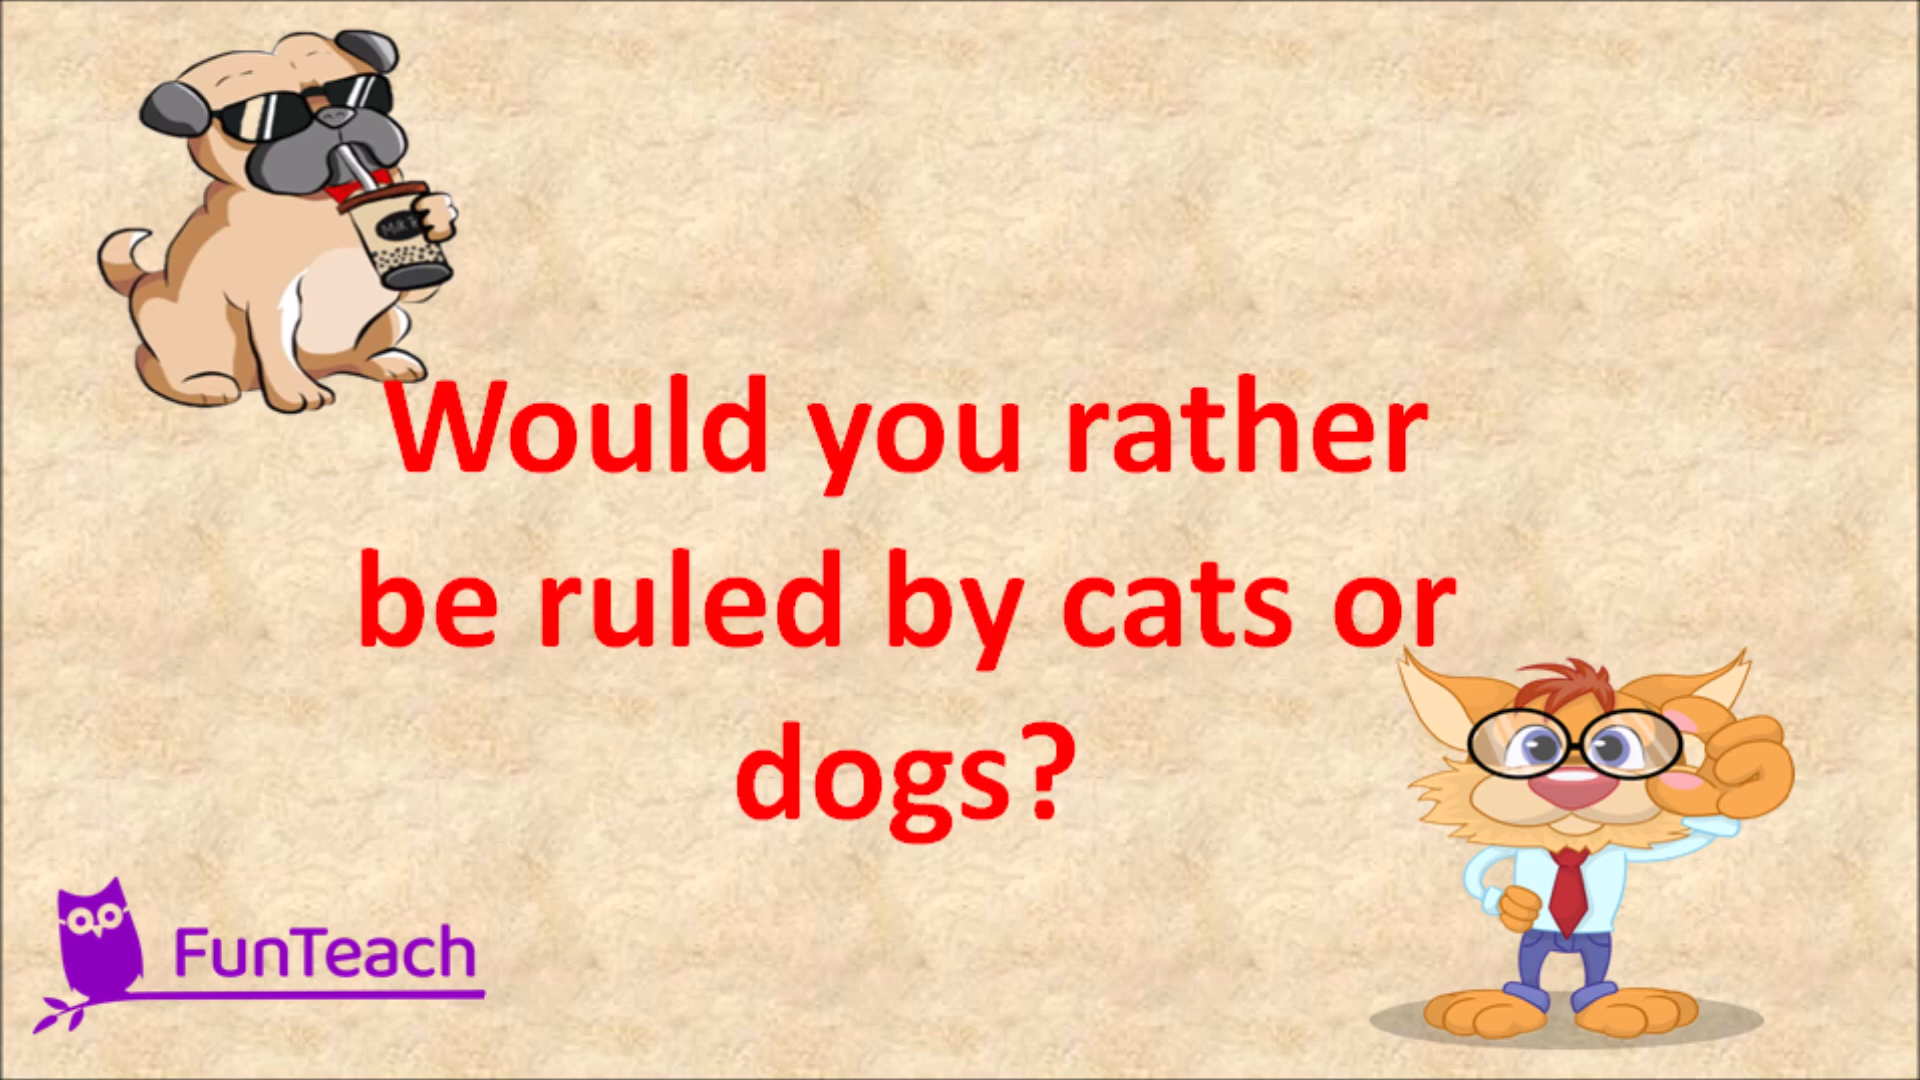 Would you rather
be ruled by cats or
dogs?
FunTeach